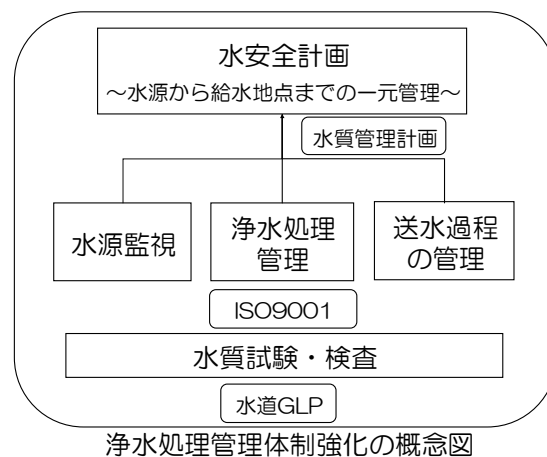 水安全計画
～水源から給水地点までの一元管理～
水質管理計画
水源監視
浄水処理
管理
送水過程
の管理
ISO9001
水質試験・検査
水道GLP
浄水処理管理体制強化の概念図